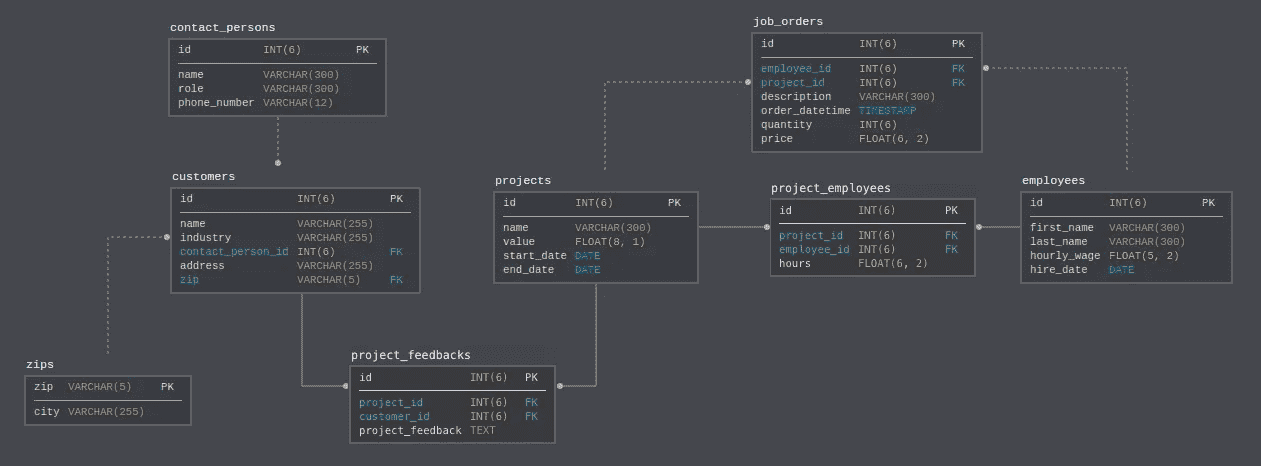 contact_persons
id INT(6) PK
name VARCHAR(300)
role VARCHAR(300)
phone_number VARCHAR(12)
job_orders
id INT(6) PK
employee_id INT(6) FK
project_id INT(6) FK
description VARCHAR(300)
order_datetime TIMESTAMP
quantity INT(6)
price FLOAT(6, 2)
customers
id INT(6) PK
name VARCHAR(255)
industry VARCHAR(255)
contact_person_id INT(6) FK
address VARCHAR(255)
zip VARCHAR(5) FK
projects
id INT(6) PK
name VARCHAR(300)
value FLOAT(8, 1)
start_date DATE
end_date DATE
project_employees
id INT(6) PK
project_id INT(6) FK
employee_id INT(6) FK
hours FLOAT(6, 2)
employees
id INT(6) PK
first_name VARCHAR(300)
last_name VARCHAR(300)
hourly_wage FLOAT(5, 2)
hire_date DATE
zips
zip VARCHAR(5) PK
city VARCHAR(255)
project_feedbacks
id INT(6) PK
project_id INT(6) FK
customer_id INT(6) FK
project_feedback TEXT